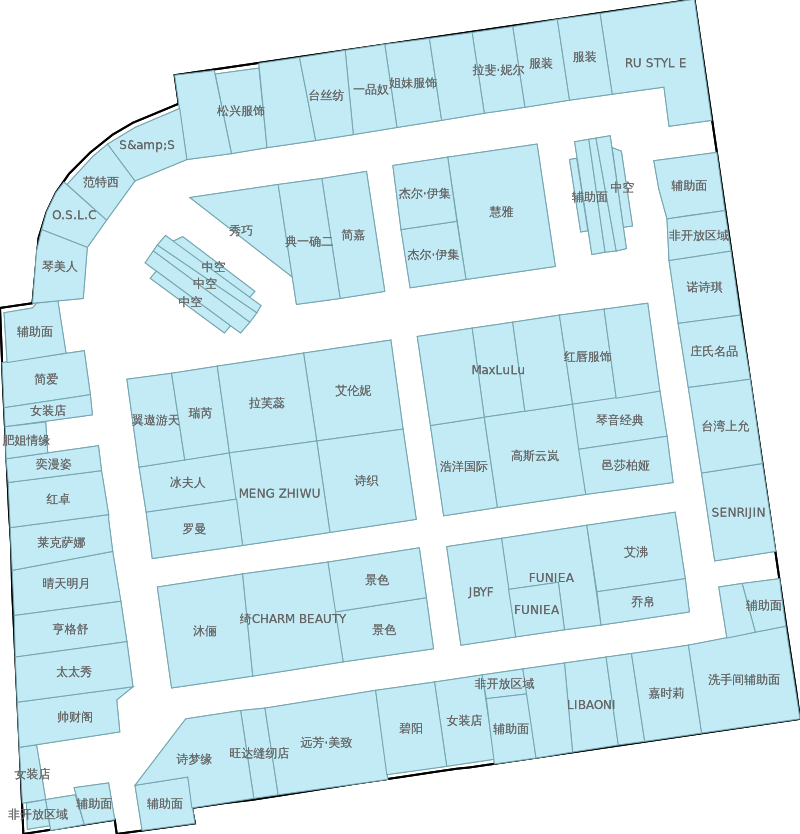 RU STYL E
服装
服装
拉斐·妮尔
姐妹服饰
一品奴
台丝纺
松兴服饰
S&amp;S
范特西
O.S.L.C
琴美人
杰尔·伊集
慧雅
杰尔·伊集
辅助面
中空
辅助面
非开放区域
秀巧
典一确二
简嘉
中空
中空
中空
诺诗琪
庄氏名品
台湾上允
SENRIJIN
辅助面
辅助面
简爱
女装店
肥姐情缘
奕漫姿
红卓
莱克萨娜
晴天明月
亨格舒
太太秀
帅财阁
女装店
非开放区域
辅助面
辅助面
翼遨游天
瑞芮
拉芙蕊
艾伦妮
冰夫人
MENG ZHIWU
诗织
罗曼
MaxLuLu
红唇服饰
浩洋国际
高斯云岚
琴音经典
邑莎柏娅
沐俪
绮CHARM BEAUTY
景色
景色
JBYF
FUNIEA
FUNIEA
艾沸
乔帛
诗梦缘
旺达缝纫店
远芳·美致
碧阳
女装店
非开放区域
辅助面
LIBAONI
嘉时莉
洗手间辅助面